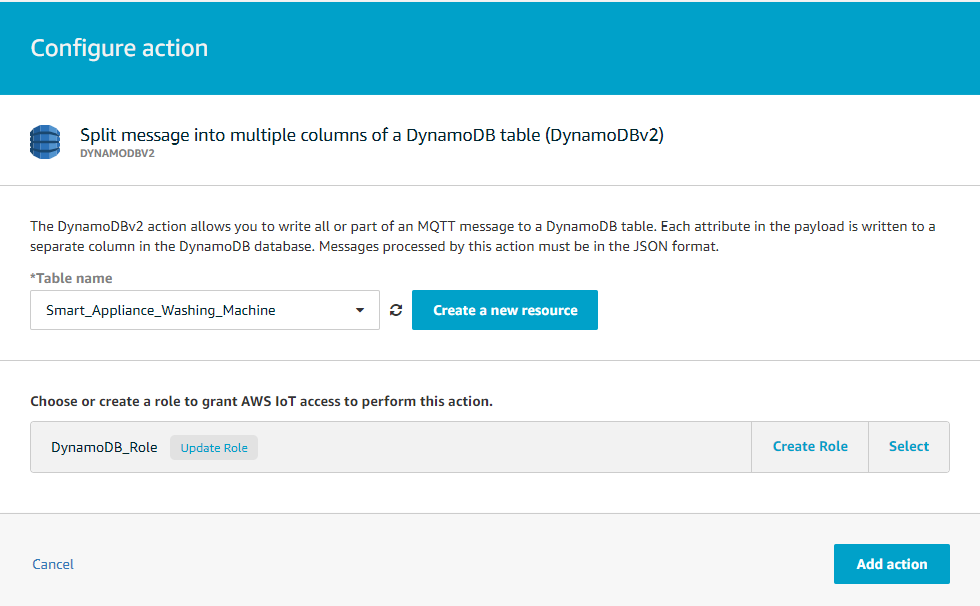 Configure action
Split message into multiple columns of a DynamoDB table (DynamoDBv2)
DYNAMODBV2
The DynamoDBv2 action allows you to write all or part of an MQTT message to a DynamoDB table. Each attribute in the payload is written to a
separate column in the DynamoDB database. Messages processed by this action must be in the JSON format.
*Table name
Smart_Appliance_Washing_Machine
Create a new resource
Choose or create a role to grant AWS IoT access to perform this action.
DynamoDB_Role Update Role Create Role Select
Cancel Add action